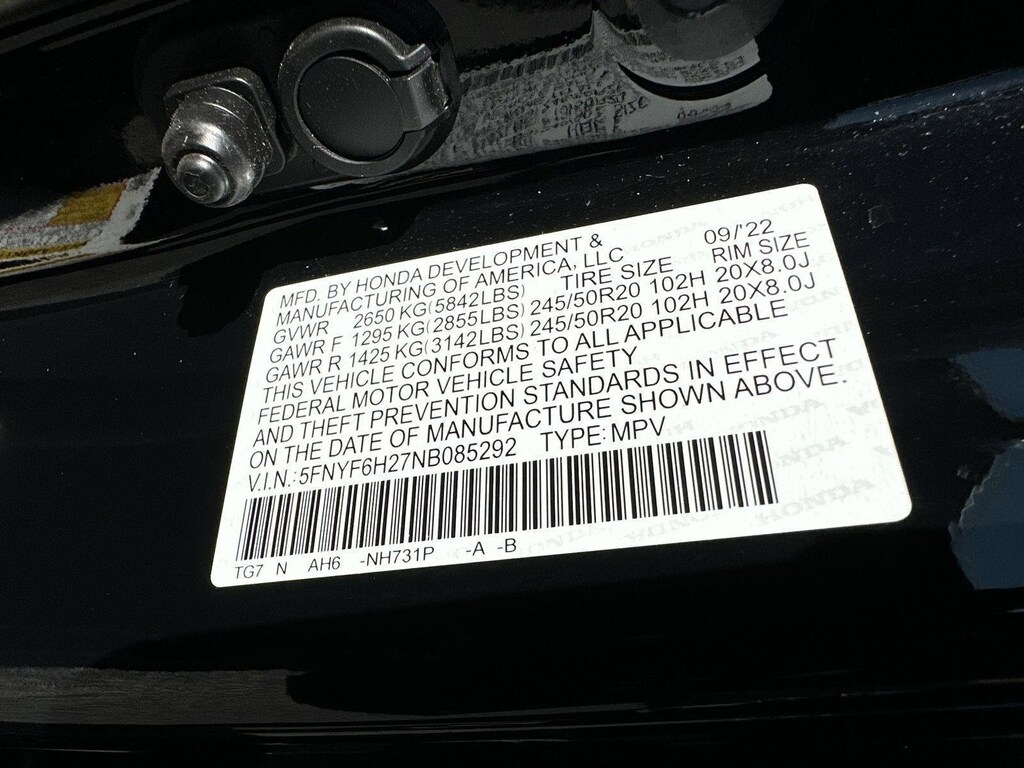 MFD. BY HONDA DEVELOPMENT &
MANUFACTURING OF AMERICA, LLC 09/'22
GVWR 2650 KG(5842LBS) TIRE SIZE RIM SIZE
GAWR F 1295 KG(2855LBS) 245/50R20 102H 20X8.0J
GAWR R 1425 KG(3142LBS) 245/50R20 102H 20X8.0J
THIS VEHICLE CONFORMS TO ALL APPLICABLE
FEDERAL MOTOR VEHICLE SAFETY
AND THEFT PREVENTION STANDARDS IN EFFECT
ON THE DATE OF MANUFACTURE SHOWN ABOVE.
V.I.N.: 5FNYF6H27NB085292 TYPE: MPV
TG7 N AH6 -NH731P -A -B